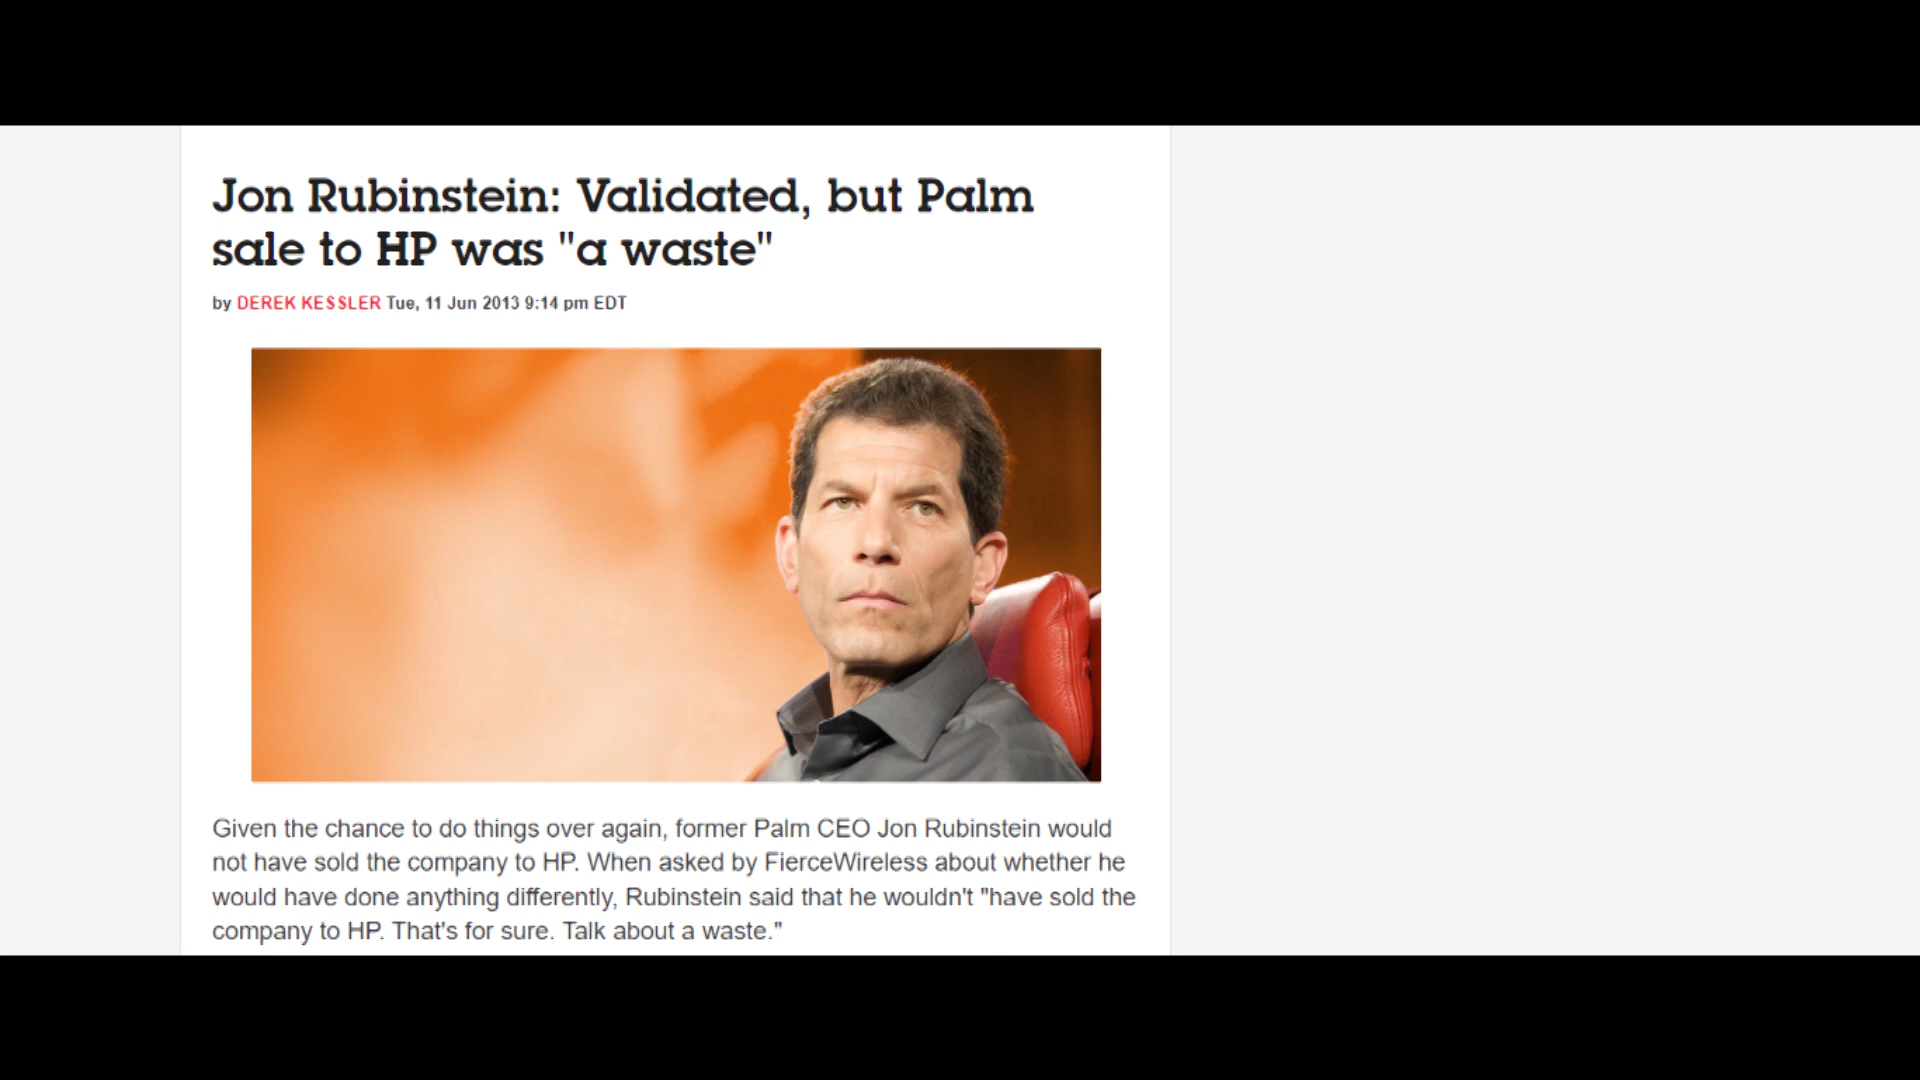 Jon Rubinstein: Validated, but Palm
sale to HP was "a waste"
by DEREK KESSLER Tue, 11 Jun 2013 9:14 pm EDT
Given the chance to do things over again, former Palm CEO Jon Rubinstein would
not have sold the company to HP. When asked by FierceWireless about whether he
would have done anything differently, Rubinstein said that he wouldn't "have sold the
company to HP. That's for sure. Talk about a waste."